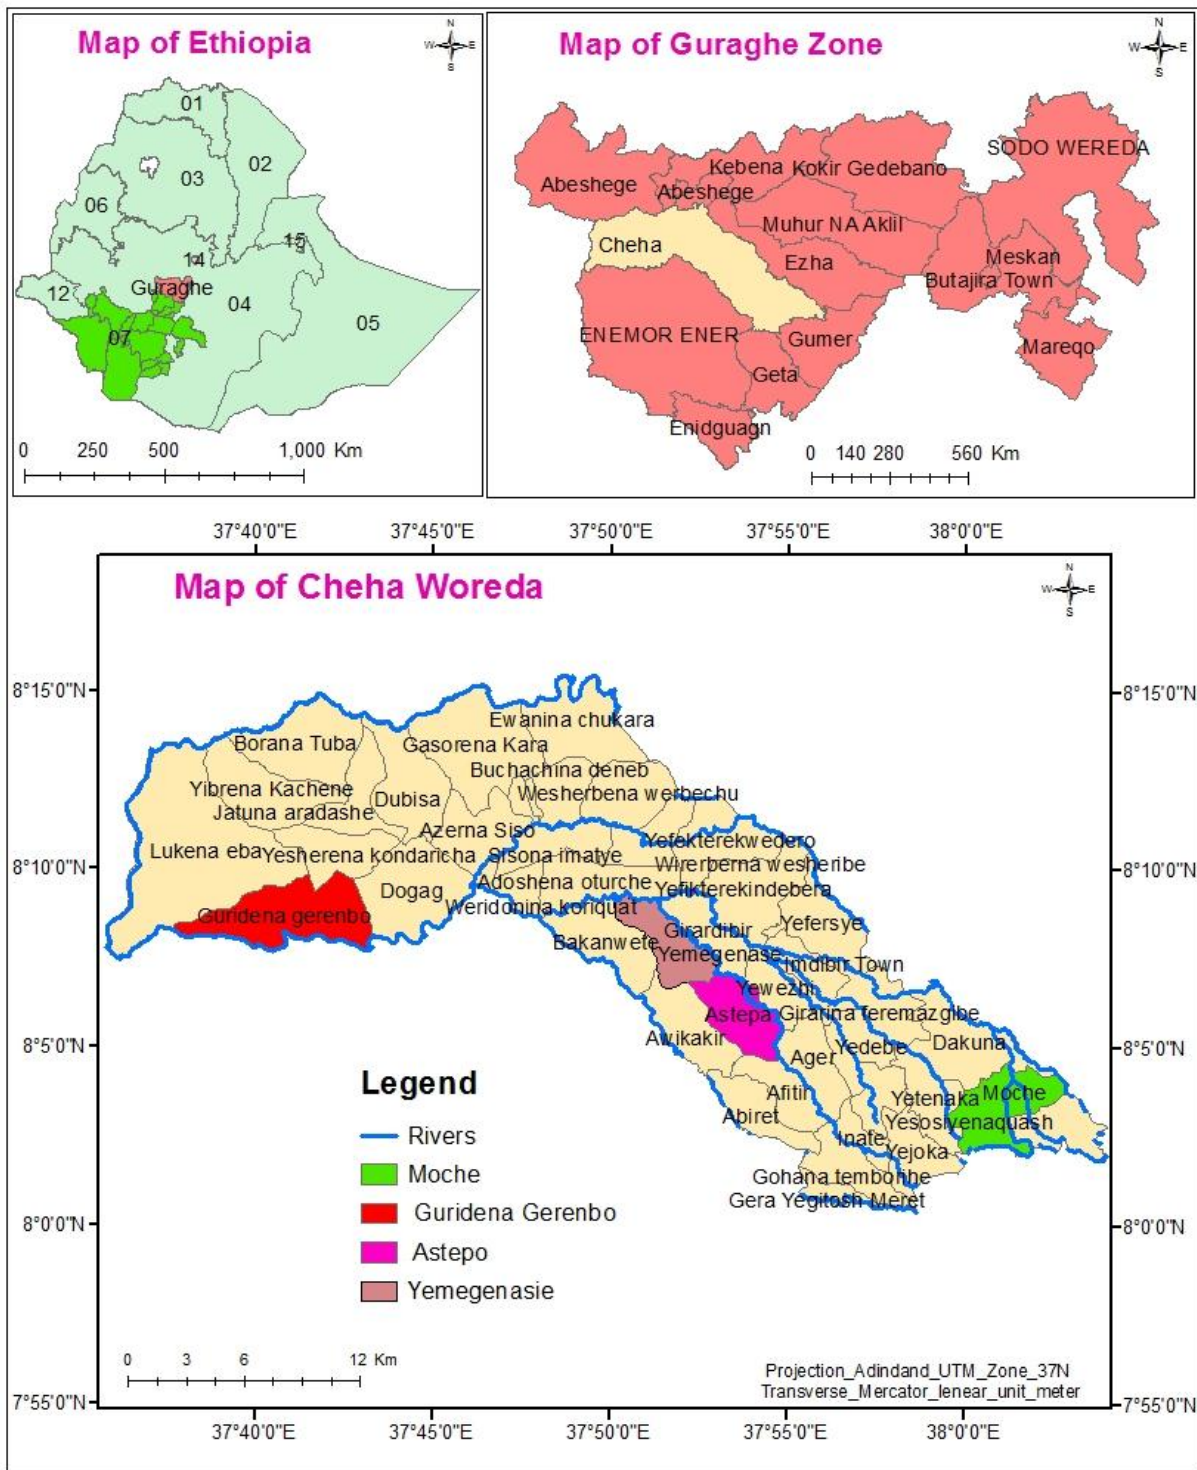 Map of Ethiopia
N
W E
S
01
02
03
06
15
14
Guraghe
12
04
05
07
0 250 500 1,000 Km
Map of Guraghe Zone
N
W E
S
SODO WEREDA
Kebena Kokir Gedebano
Abeshege Abeshege
Muhur NA Aklil
Cheha
Ezha
Meskan
Butajira Town
ENEMOR ENER
Gumer
Mareqo
Geta
Enidguagn
0 140 280 560 Km
37°40'0"E 37°45'0"E 37°50'0"E 37°55'0"E 38°0'0"E
Map of Cheha Woreda
N
W E
S
8°15'0"N 8°15'0"N
Ewanina chukara
Borana Tuba Gasorena Kara
Buchachina deneb
Yibrena Kachene Dubisa Wesherbena werbechu
Jatuna aradashe
Azerna Siso Yefekterekwedero
Lukena eba Yesherena kondaricha Sisona imatye Wirerberna wesheribe
8°10'0"N 8°10'0"N
Dogag Adoshena oturche Yefikterekindebera
Weridonina koriquat
Guridena gerenbo Girardibir Yefersye
Bakanwete Yemegenase
Imdibir Town
Yewezhi
Astepa Girarina feremazgibe
Awikakir Dakuna
8°5'0"N 8°5'0"N
Ager Yedebe
Afitir Yetenaka Moche
Abiret Yesosivenaquash
Inate
Yejoka
Gohana temborihe
Gera Yegitosh Meret
8°0'0"N 8°0'0"N
Legend
Rivers
Moche
Guridena Gerenbo
Astepo
Yemegenasie
0 3 6 12 Km
Projection_Adindand_UTM_Zone_37N
Transverse_Mercator_lenear_unit_meter
7°55'0"N 7°55'0"N
37°40'0"E 37°45'0"E 37°50'0"E 37°55'0"E 38°0'0"E